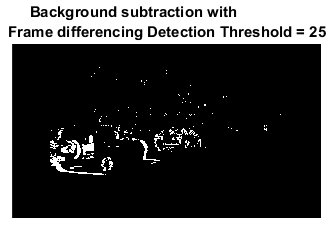 Background subtraction with
Frame differencing Detection Threshold = 25